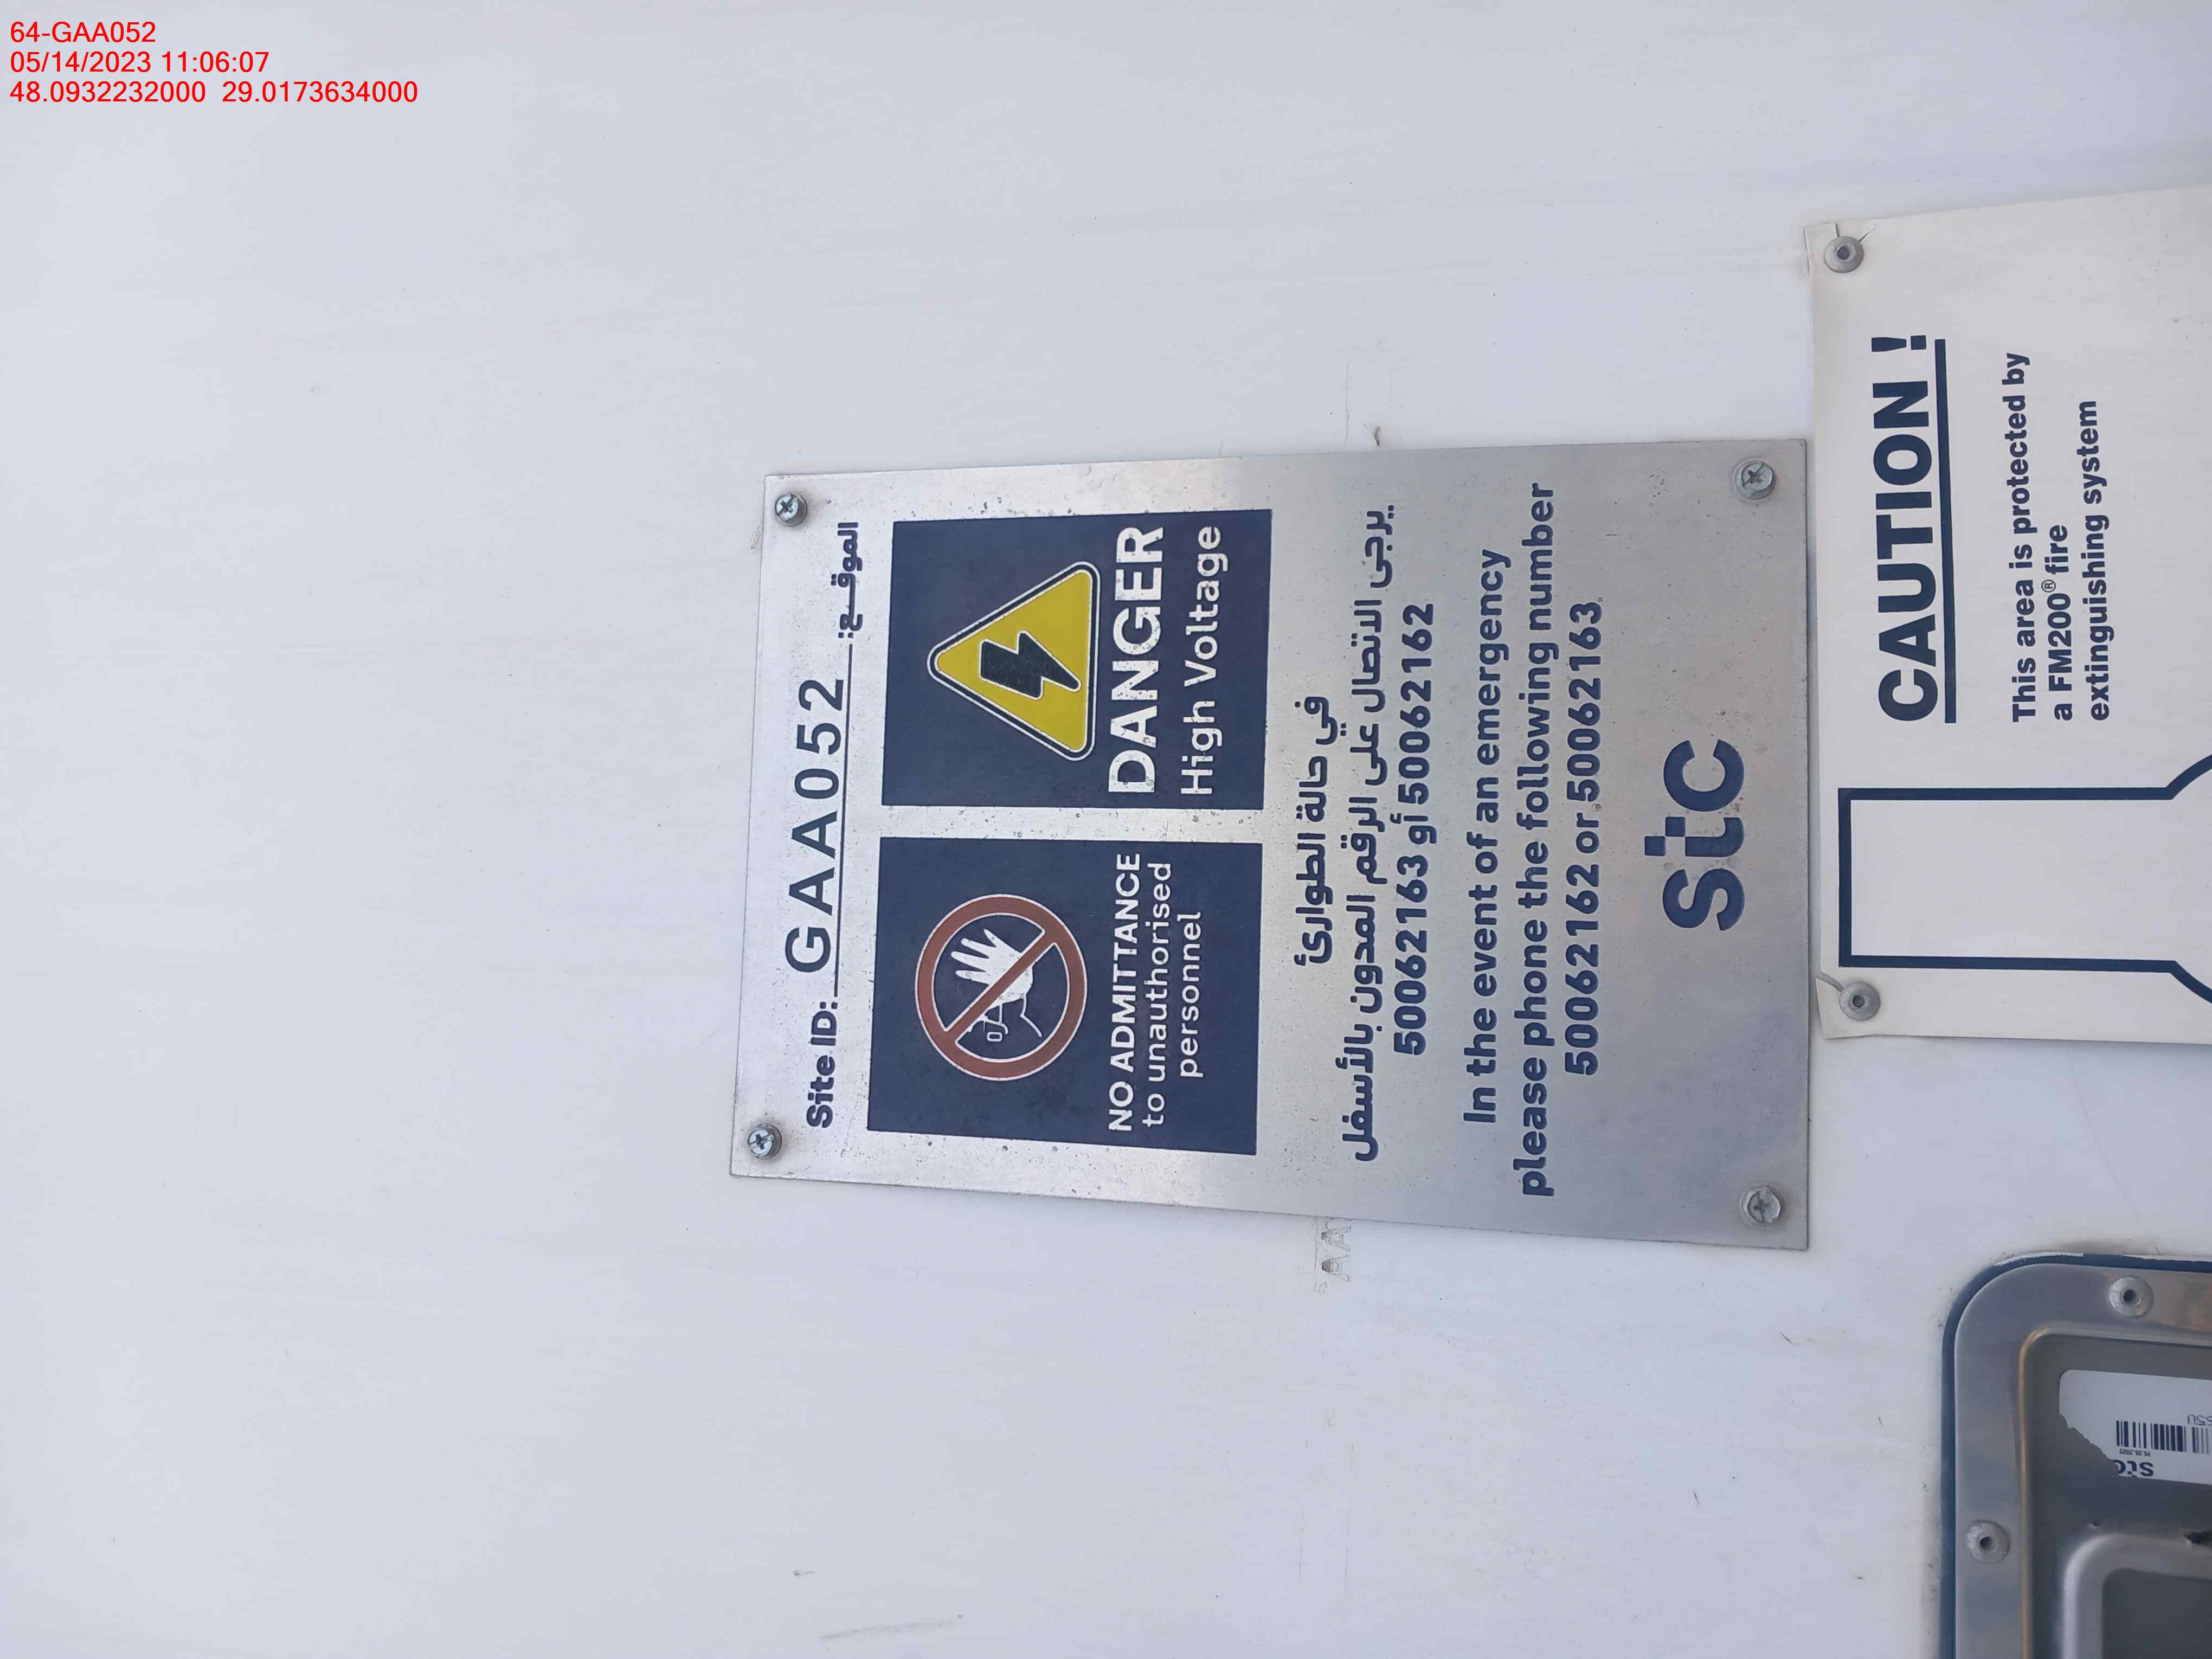 64-GAA052
05/14/2023 11:06:07
48.0932232000 29.0173634000
Site ID: GAA052 الموقع:
NO ADMITTANCE
to unauthorised
personnel
DANGER
High Voltage
في حالة الطوارئ
يرجى الاتصال على الرقم المدون بالأسفل
50062163 أو 50062162
In the event of an emergency
please phone the following number
50062162 or 50062163
stc
CAUTION !
This area is protected by
a FM200® fire
extinguishing system
stc